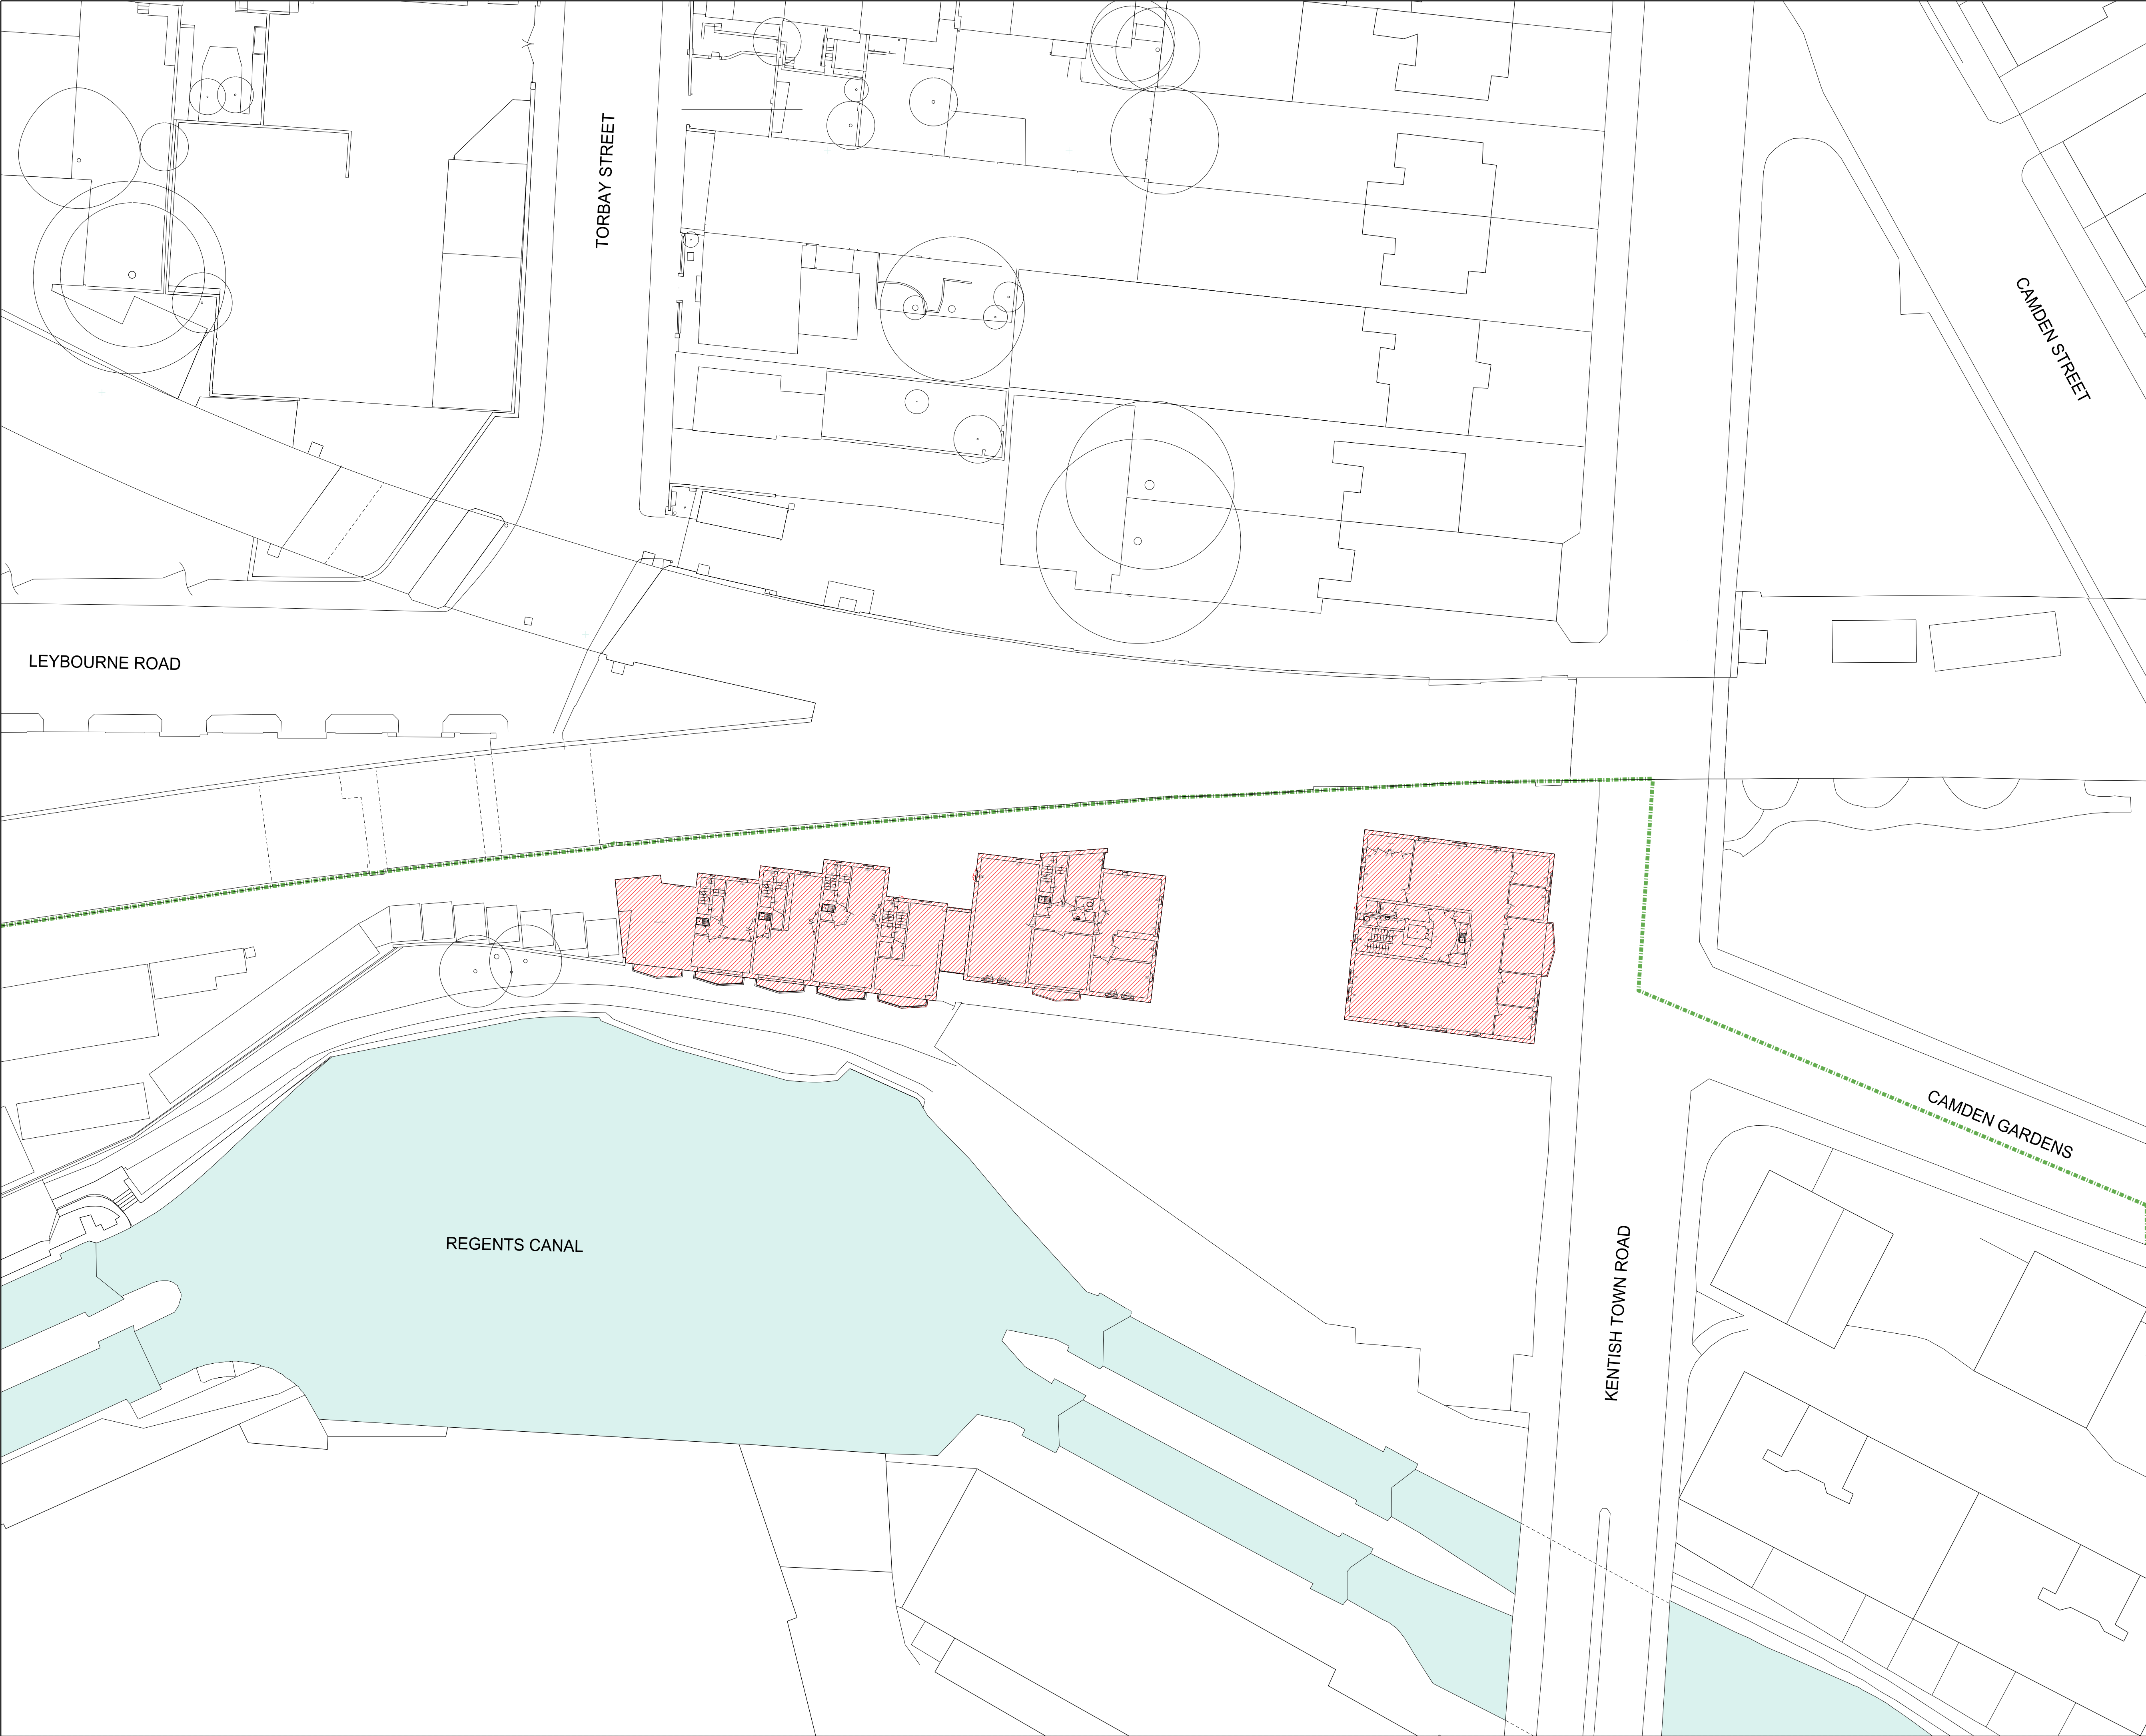 TORBAY STREET
CAMDEN STREET
LEYBOURNE ROAD
CAMDEN GARDENS
REGENTS CANAL
KENTISH TOWN ROAD